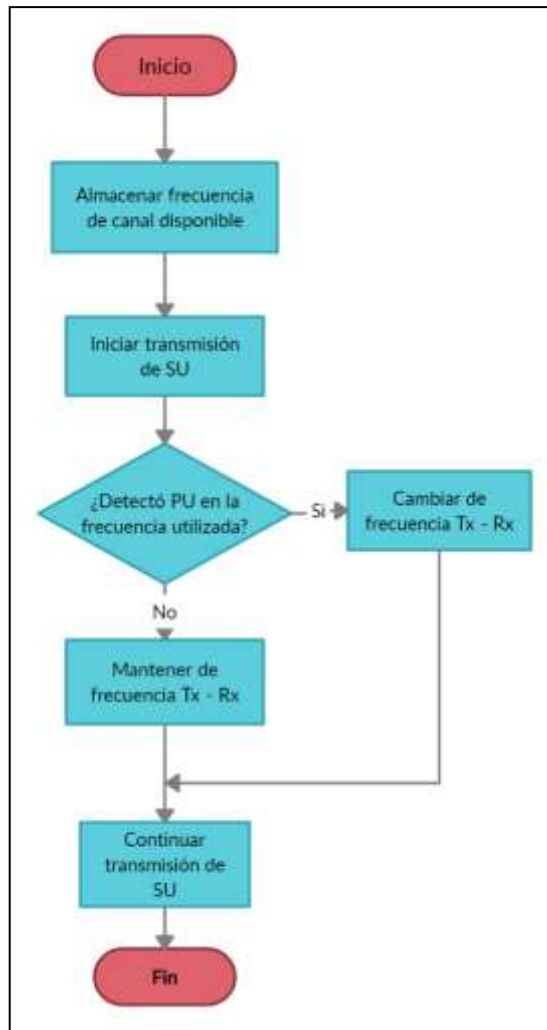 Inicio
Almacenar frecuencia
de canal disponible
Iniciar transmisión
de SU
¿Detectó PU en la
frecuencia utilizada?
Si
Cambiar de
frecuencia Tx - Rx
No
Mantener de
frecuencia Tx - Rx
Continuar
transmisión de
SU
Fin